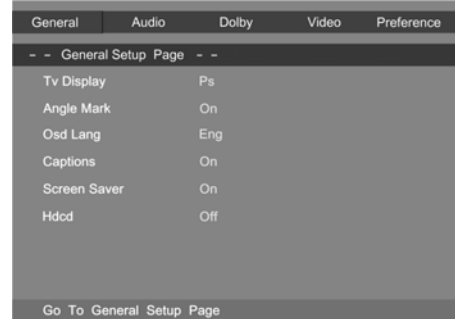 General Audio Dolby Video Preference
- - General Setup Page - -
Tv Display Ps
Angle Mark On
Osd Lang Eng
Captions On
Screen Saver On
Hdcd Off
Go To General Setup Page